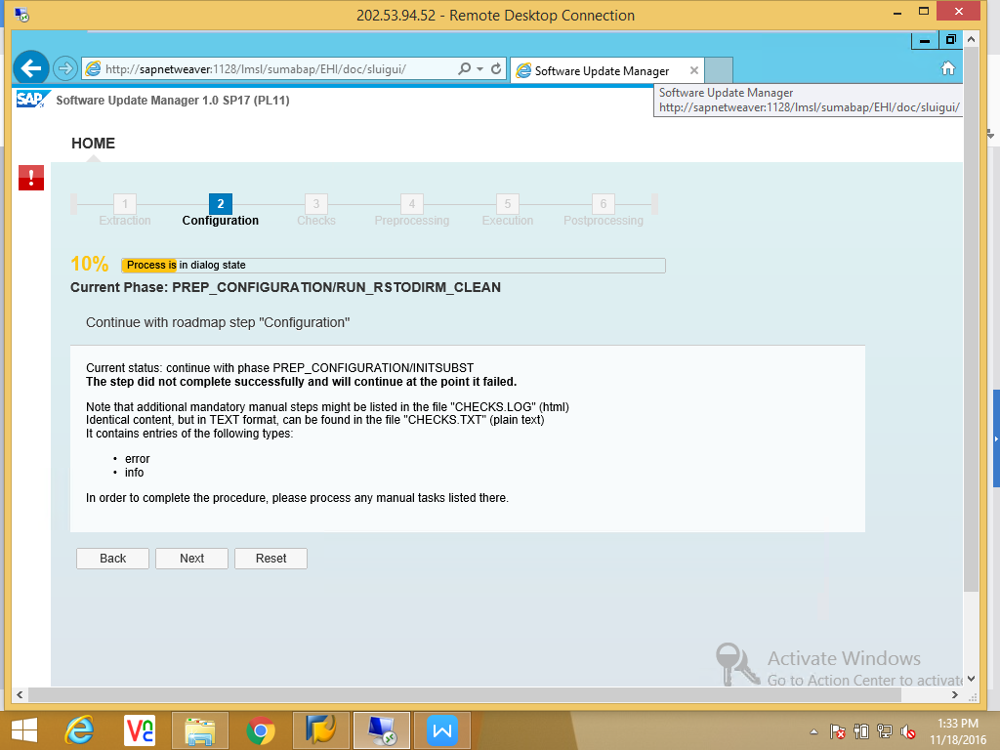 202.53.94.52 - Remote Desktop Connection
http://sapnetweaver:1128/lmsl/sumabap/EHI/doc/sluigui/
Software Update Manager
SAP Software Update Manager 1.0 SP17 (PL11)
Software Update Manager
http://sapnetweaver:1128/lmsl/sumabap/EHI/doc/sluigui/
HOME
!
1 2 3 4 5 6
Extraction Configuration Checks Preprocessing Execution Postprocessing
10% Process is in dialog state
Current Phase: PREP_CONFIGURATION/RUN_RSTODIRM_CLEAN
Continue with roadmap step "Configuration"
Current status: continue with phase PREP_CONFIGURATION/INITSUBST
The step did not complete successfully and will continue at the point it failed.
Note that additional mandatory manual steps might be listed in the file "CHECKS.LOG" (html)
Identical content, but in TEXT format, can be found in the file "CHECKS.TXT" (plain text)
It contains entries of the following types:
• error
• info
In order to complete the procedure, please process any manual tasks listed there.
Back Next Reset
Activate Windows
Go to Action Center to activate
VNC
W
1:33 PM
11/18/2016